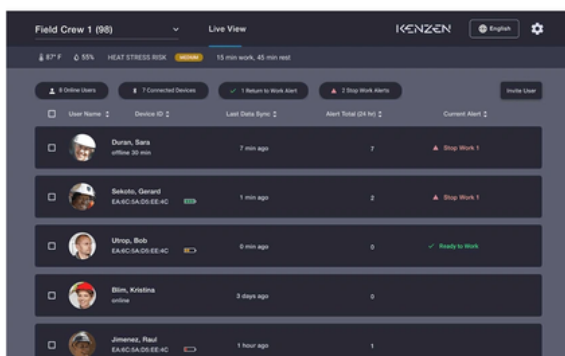 Field Crew 1 (98) Live View KENZEN English
87° F 55% HEAT STRESS RISK MEDIUM 15 min work, 45 min rest
8 Online Users 7 Connected Devices 1 Return to Work Alert 2 Stop Work Alerts Invite User
User Name Device ID Last Data Sync Alert Total (24 hr) Current Alert
Duran, Sara
offline 30 min 7 min ago 7 Stop Work 1
Sekoto, Gerard
EA:6C:5A:D5:EE:4C 1 min ago 2 Stop Work 1
Utrop, Bob
EA:6C:5A:D5:EE:4C 0 min ago 0 Ready to Work
Blim, Kristina
online 3 days ago 0
Jimenez, Raul
EA:6C:5A:D5:EE:4C 1 hour ago 1